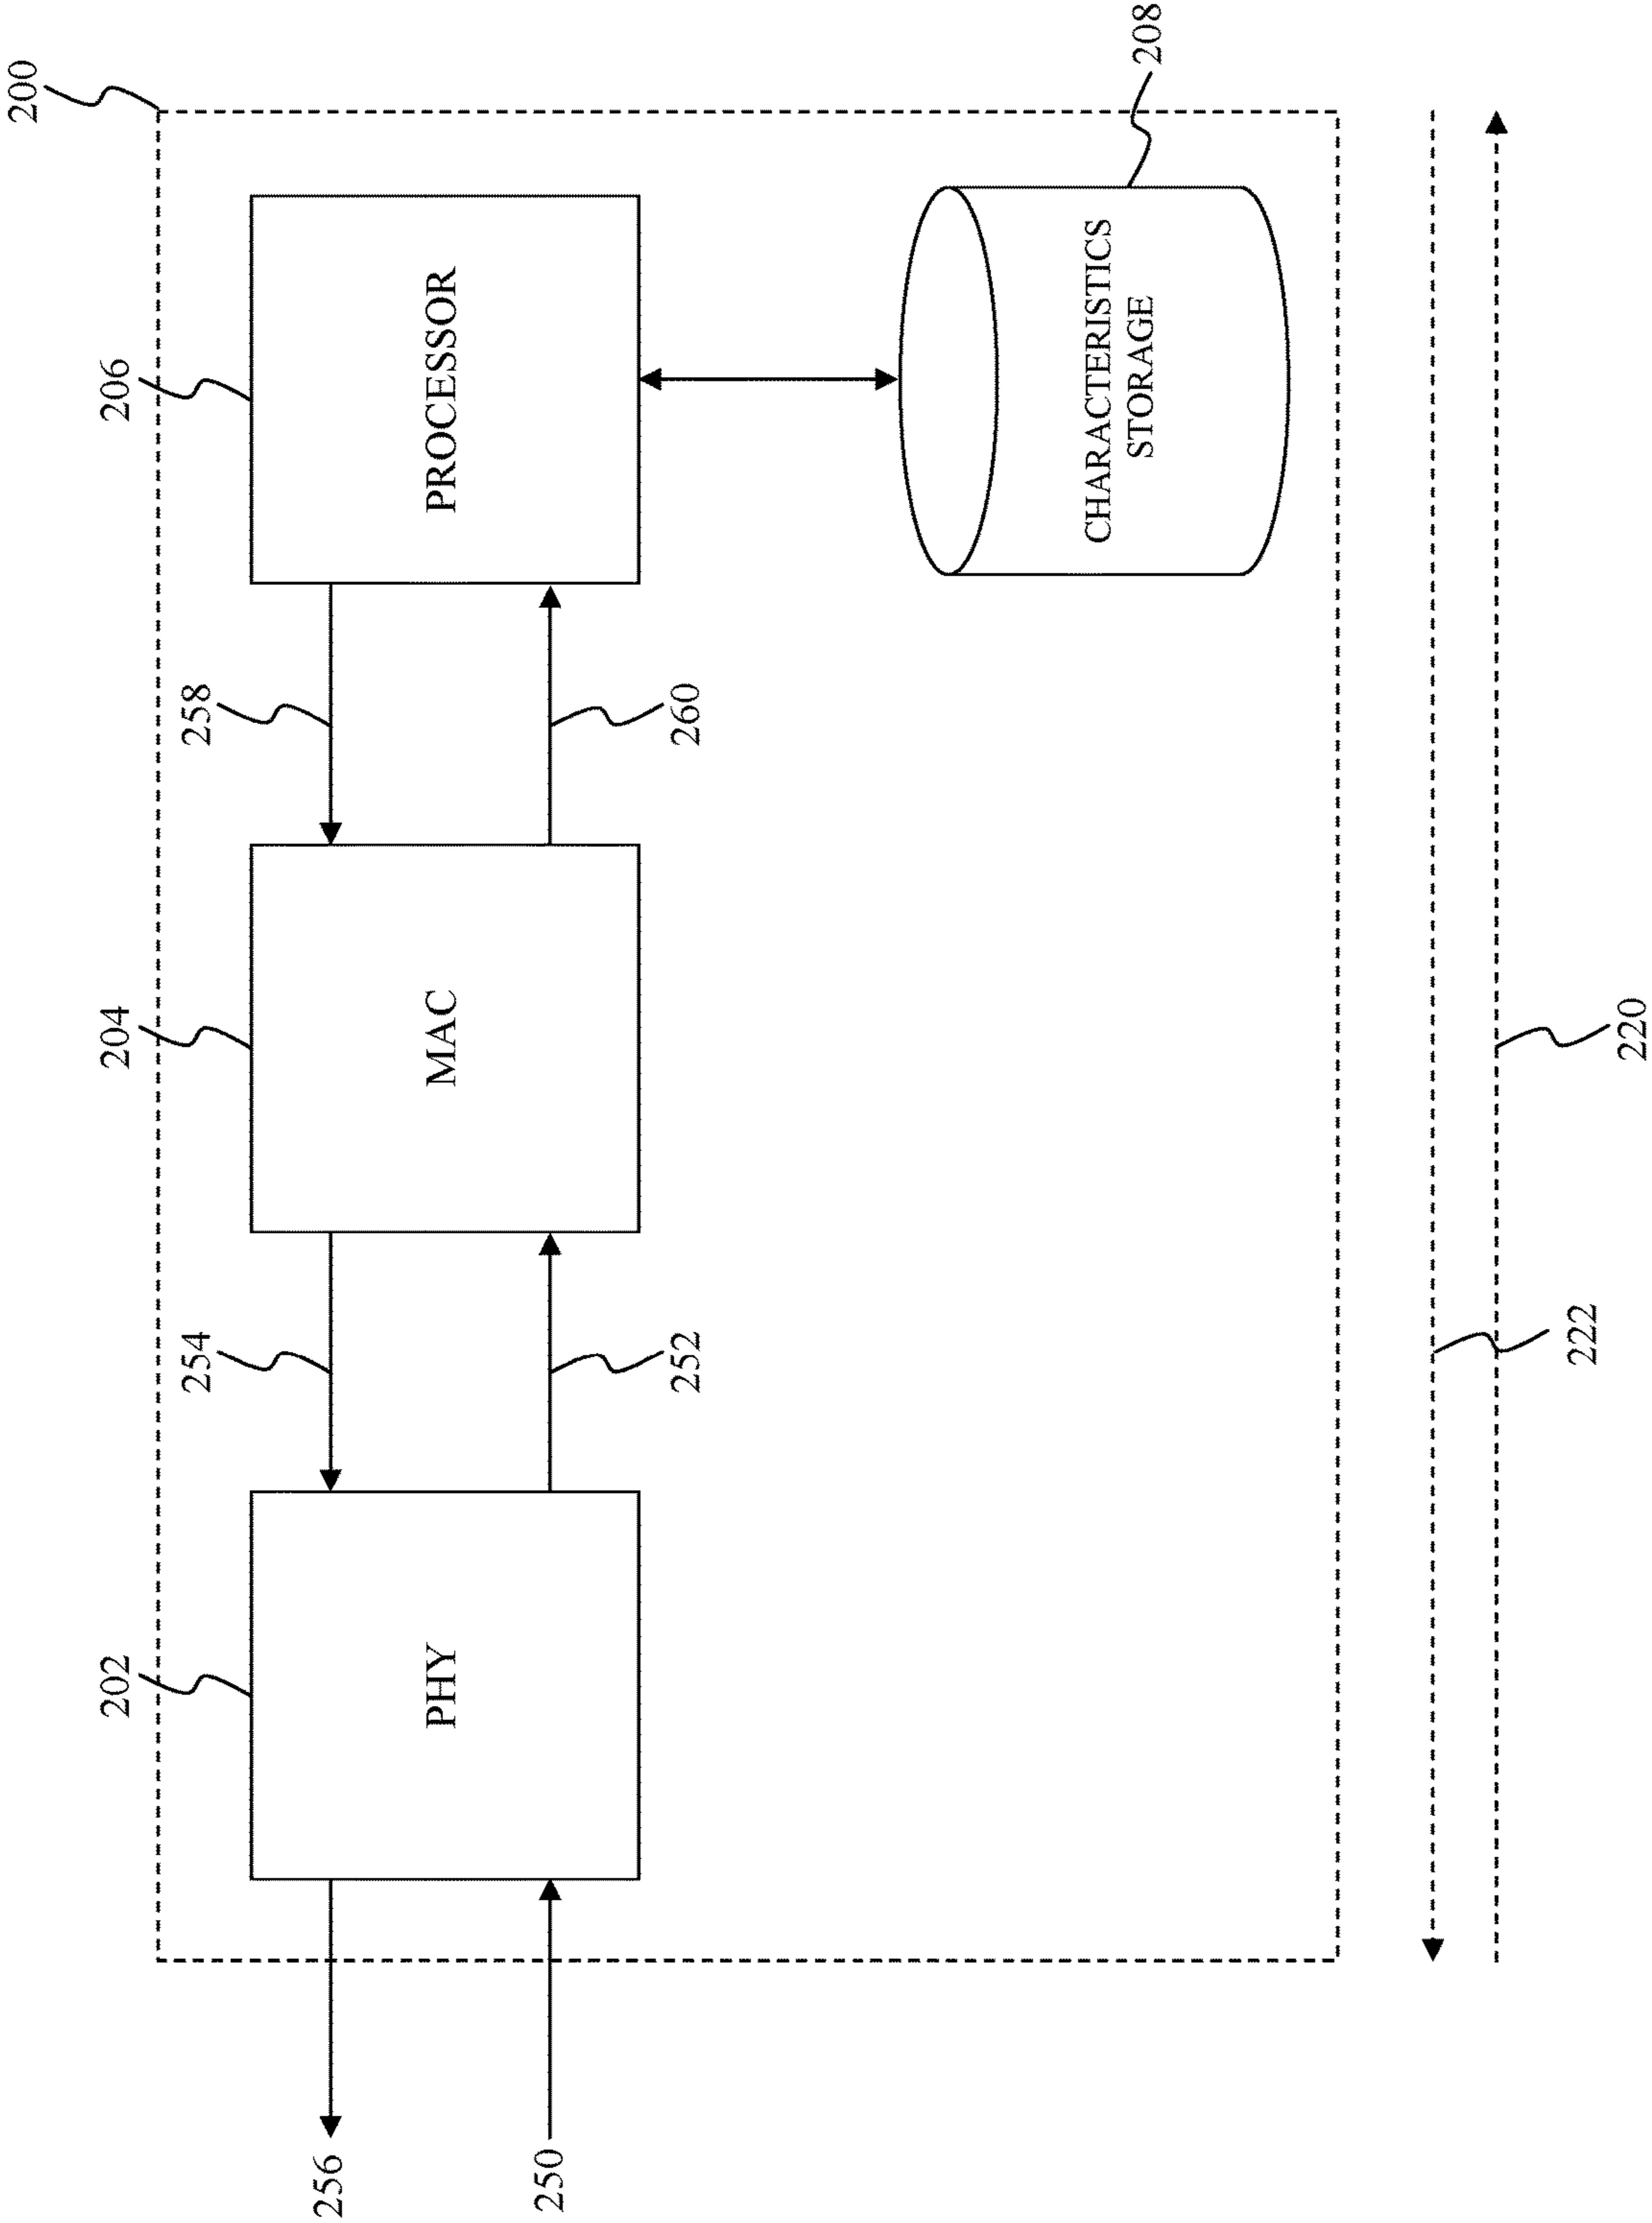 200
202
204
206
254
258
256
PHY
MAC
PROCESSOR
250
252
260
CHARACTERISTICS
STORAGE
208
222
220